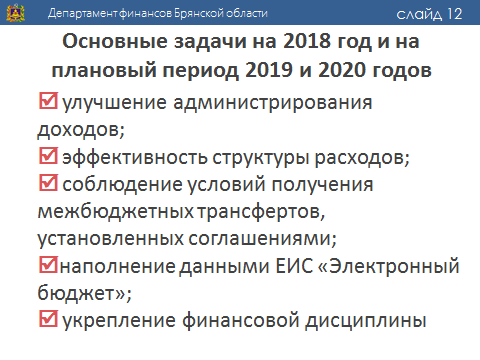 Департамент финансов Брянской области
слайд 12
Основные задачи на 2018 год и на
плановый период 2019 и 2020 годов
улучшение администрирования
доходов;
эффективность структуры расходов;
соблюдение условий получения
межбюджетных трансфертов,
установленных соглашениями;
наполнение данными ЕИС «Электронный
бюджет»;
укрепление финансовой дисциплины